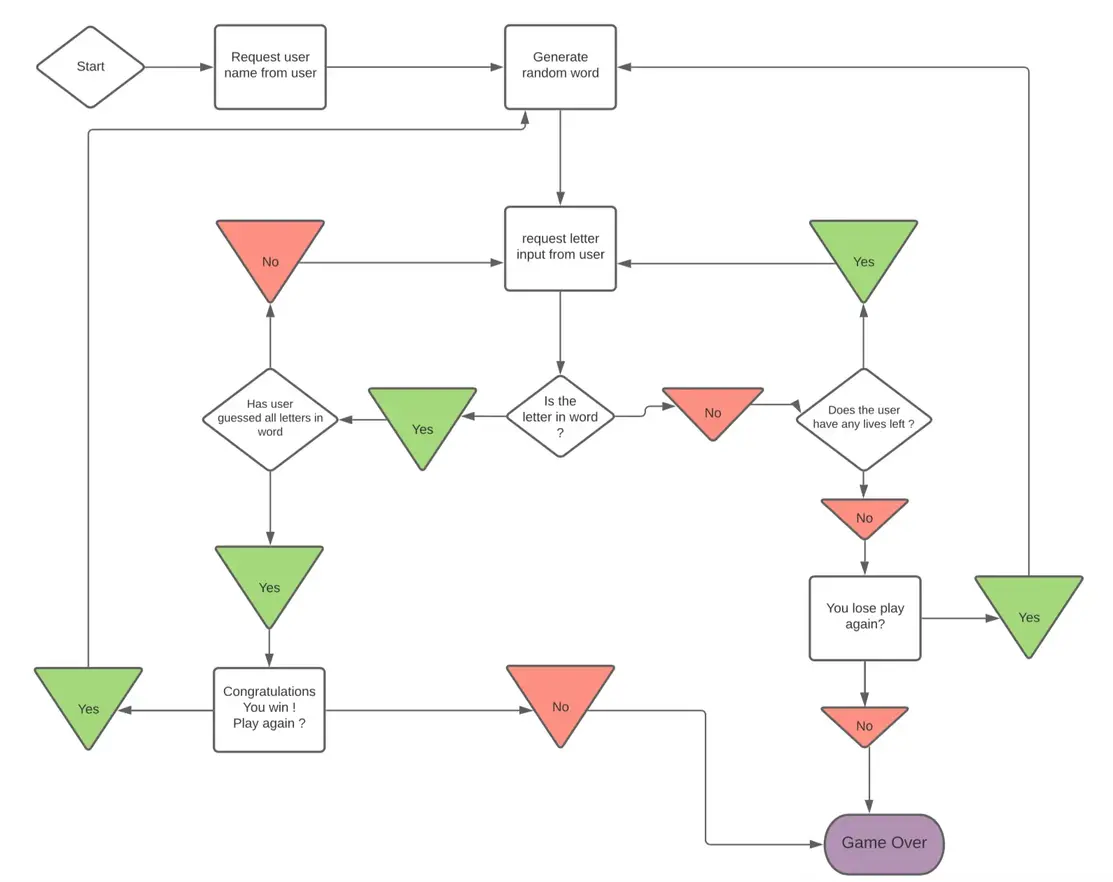 Start
Request user
name from user
Generate
random word
No
request letter
input from user
Yes
Has user
guessed all letters in
word
Yes
Is the
letter in word
?
No
Does the user
have any lives left ?
No
Yes
You lose play
again?
Yes
Yes
Congratulations
You win !
Play again ?
No
No
Game Over